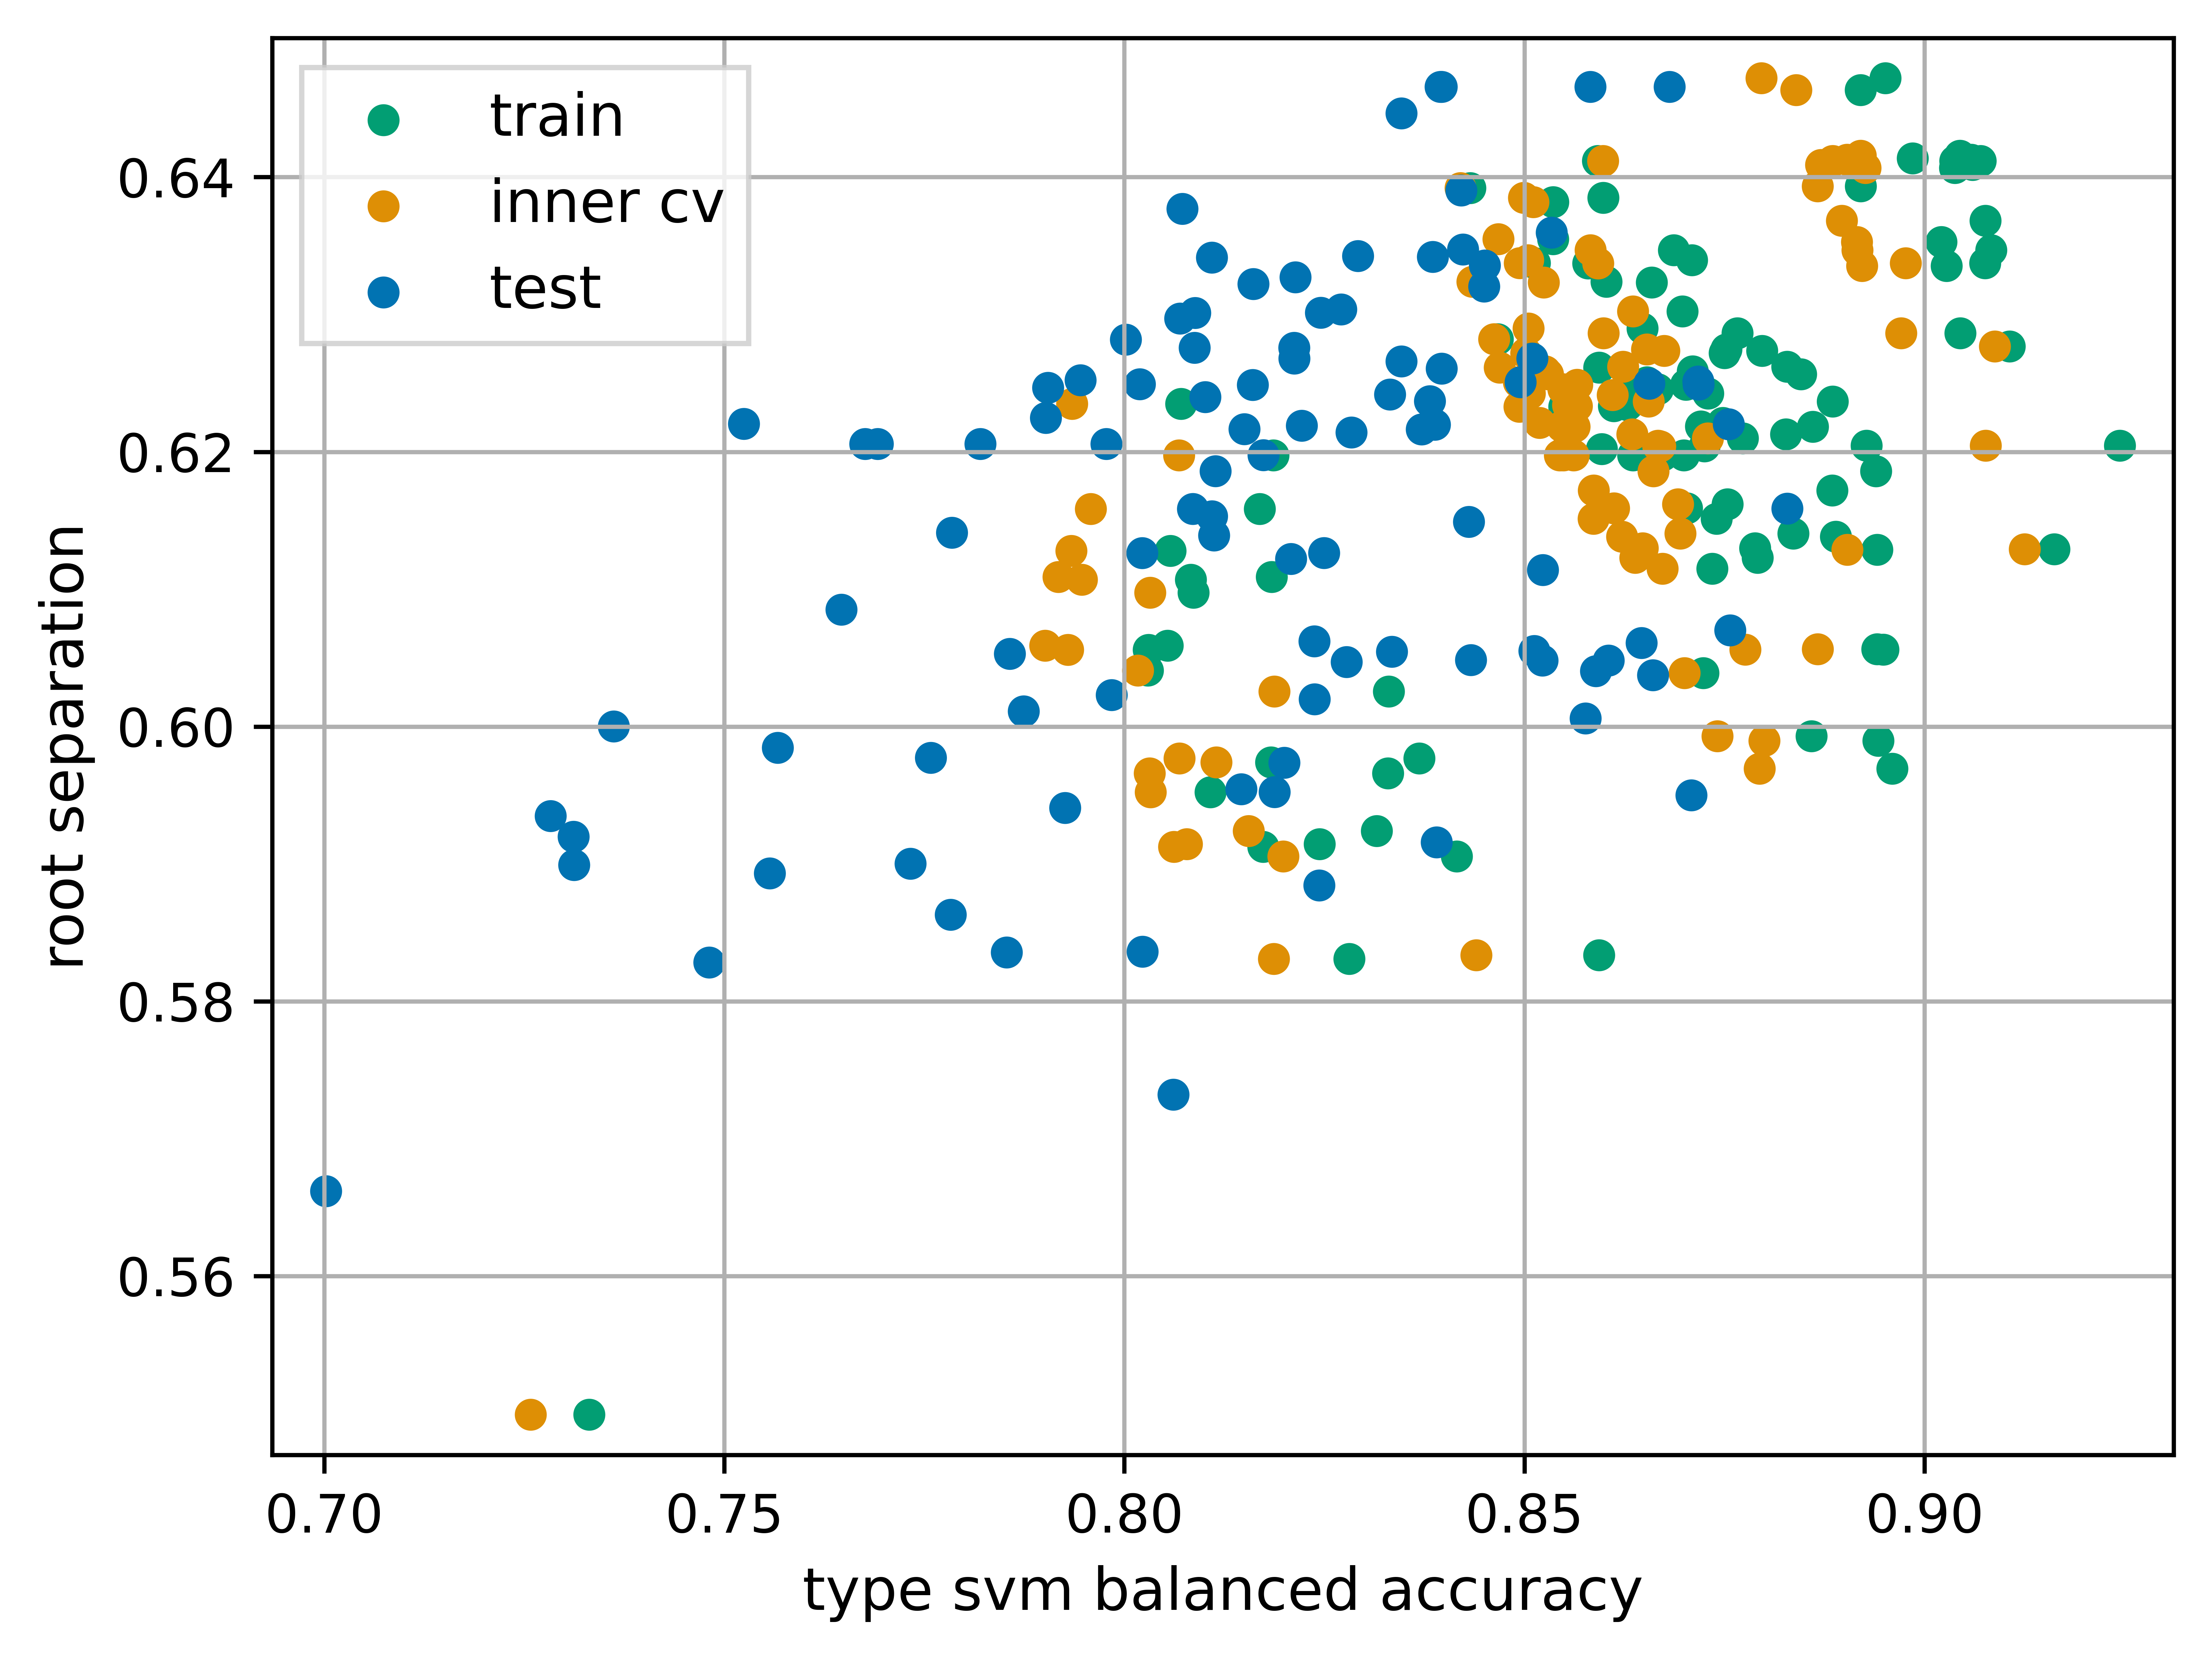 train
inner cv
test
0.64
0.62
0.60
0.58
0.56
root separation
0.70 0.75 0.80 0.85 0.90
type svm balanced accuracy